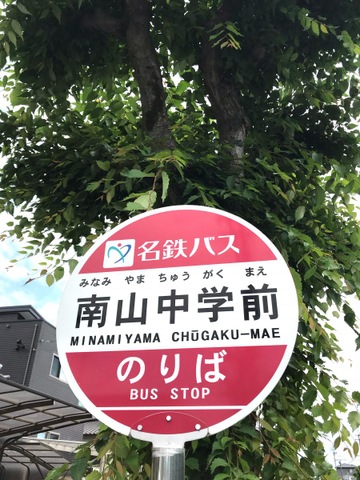 名鉄バス
みなみ やま ちゅう がく まえ
南山中学前
MINAMIYAMA CHŪGAKU-MAE
のりば
BUS STOP